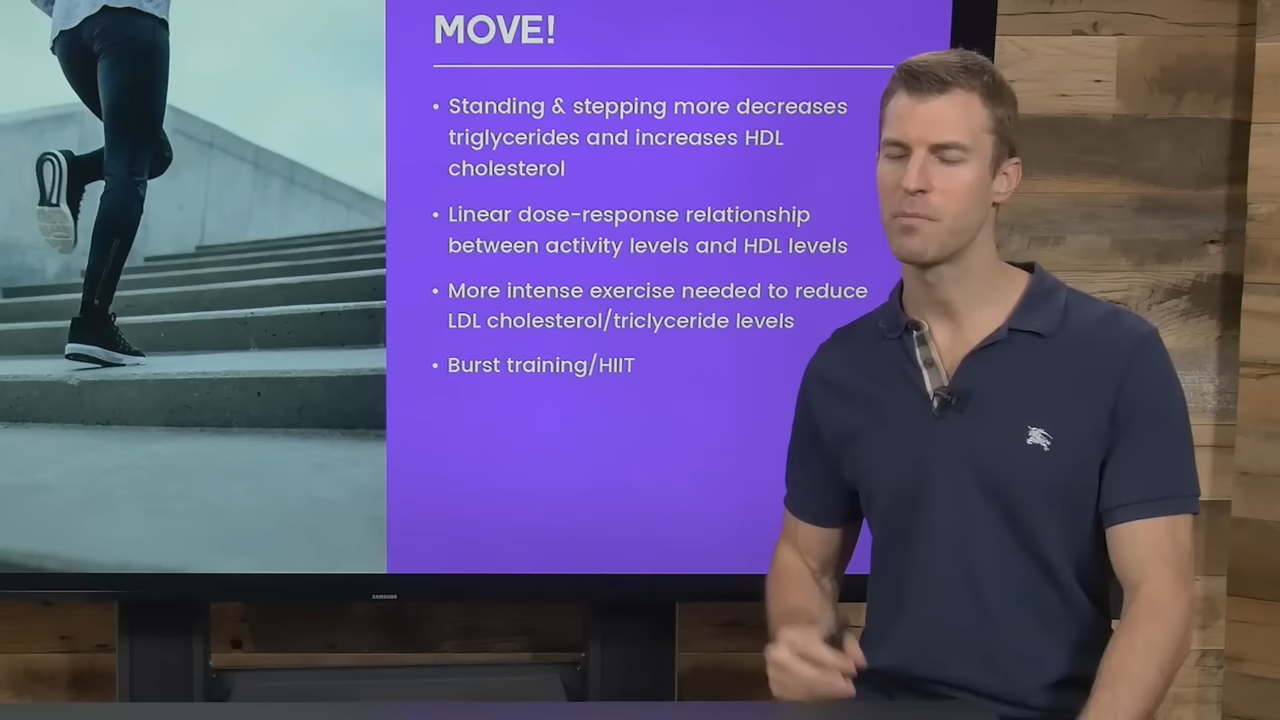 MOVE!
• Standing & stepping more decreases
triglycerides and increases HDL
cholesterol
• Linear dose-response relationship
between activity levels and HDL levels
• More intense exercise needed to reduce
LDL cholesterol/triclyceride levels
• Burst training/HIIT
SAMSUNG